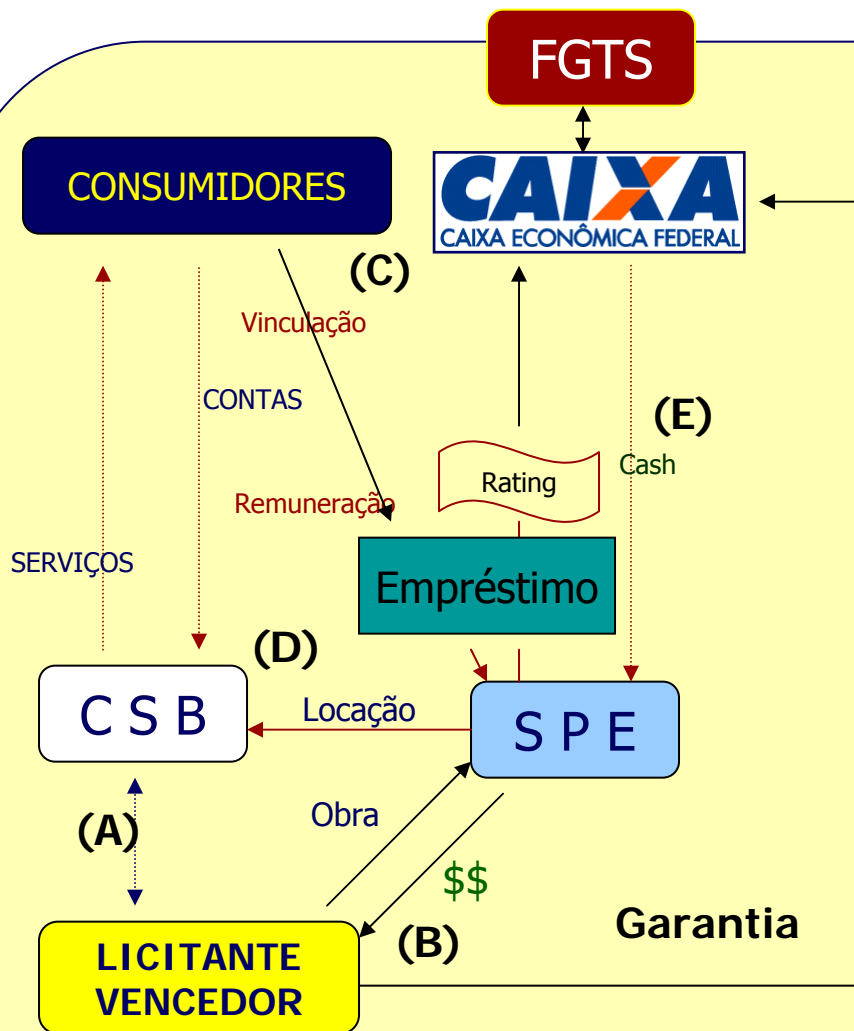 FGTS
CONSUMIDORES
CAIXA
CAIXA ECONÔMICA FEDERAL
(C)
Vinculação
CONTAS
(E)
Cash
Rating
Remuneração
SERVIÇOS
Empréstimo
(D)
C S B
Locação
S P E
Obra
(A)
$$
Garantia
(B)
LICITANTE
VENCEDOR